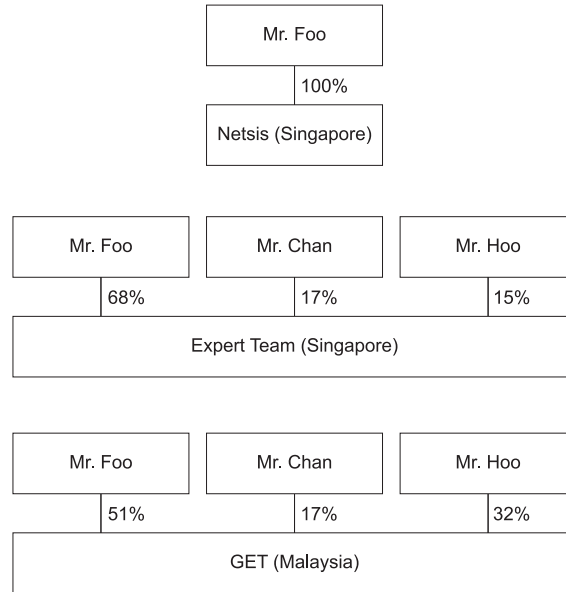 Mr. Foo
100%
Netsis (Singapore)
Mr. Foo
Mr. Chan
Mr. Hoo
68%
17%
15%
Expert Team (Singapore)
Mr. Foo
Mr. Chan
Mr. Hoo
51%
17%
32%
GET (Malaysia)